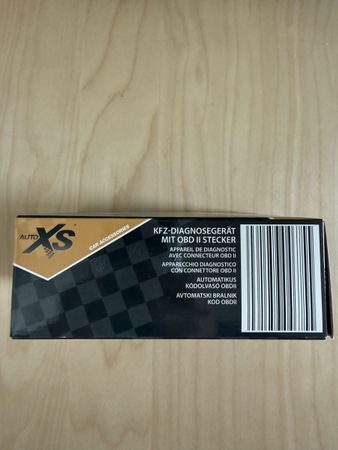 AUTO XS
CAR ACCESSORIES
KFZ-DIAGNOSEGERÄT
MIT OBD II STECKER
APPAREIL DE DIAGNOSTIC
AVEC CONNECTEUR OBD II
APPARECCHIO DIAGNOSTICO
CON CONNETTORE OBD II
AUTOMATIKUS
KÓDOLVASÓ OBDII
AVTOMATSKI BRALNIK
KOD OBDII